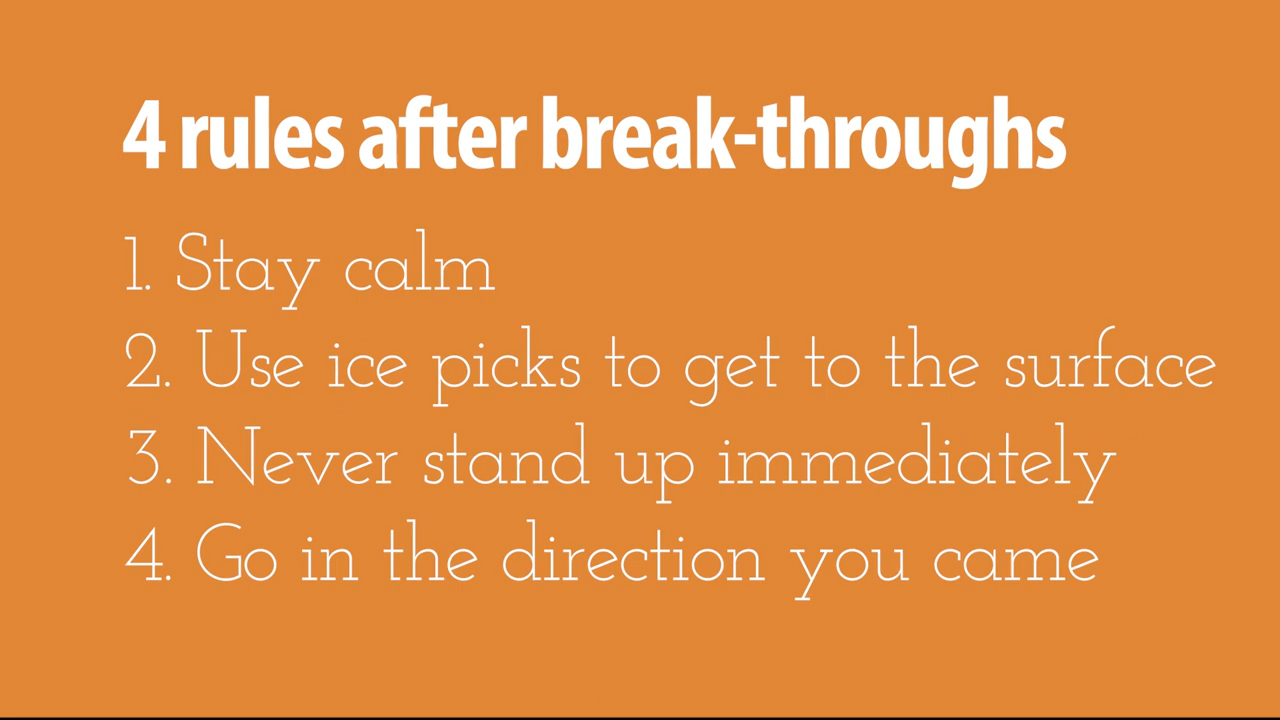 4 rules after break-throughs
1. Stay calm
2. Use ice picks to get to the surface
3. Never stand up immediately
4. Go in the direction you came